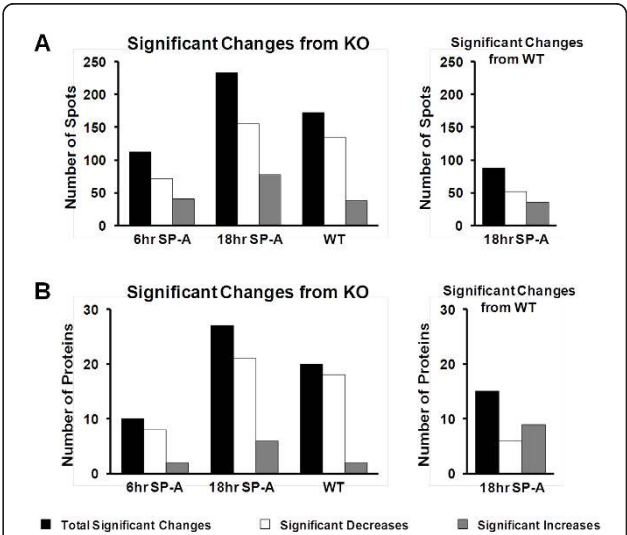 A
Significant Changes from KO
Number of Spots
250
200
150
100
50
0
6hr SP-A
18hr SP-A
WT
Significant Changes
from WT
Number of Spots
250
200
150
100
50
0
18hr SP-A
B
Significant Changes from KO
Number of Proteins
30
20
10
0
6hr SP-A
18hr SP-A
WT
Significant Changes
from WT
Number of Proteins
30
20
10
0
18hr SP-A
Total Significant Changes
Significant Decreases
Significant Increases